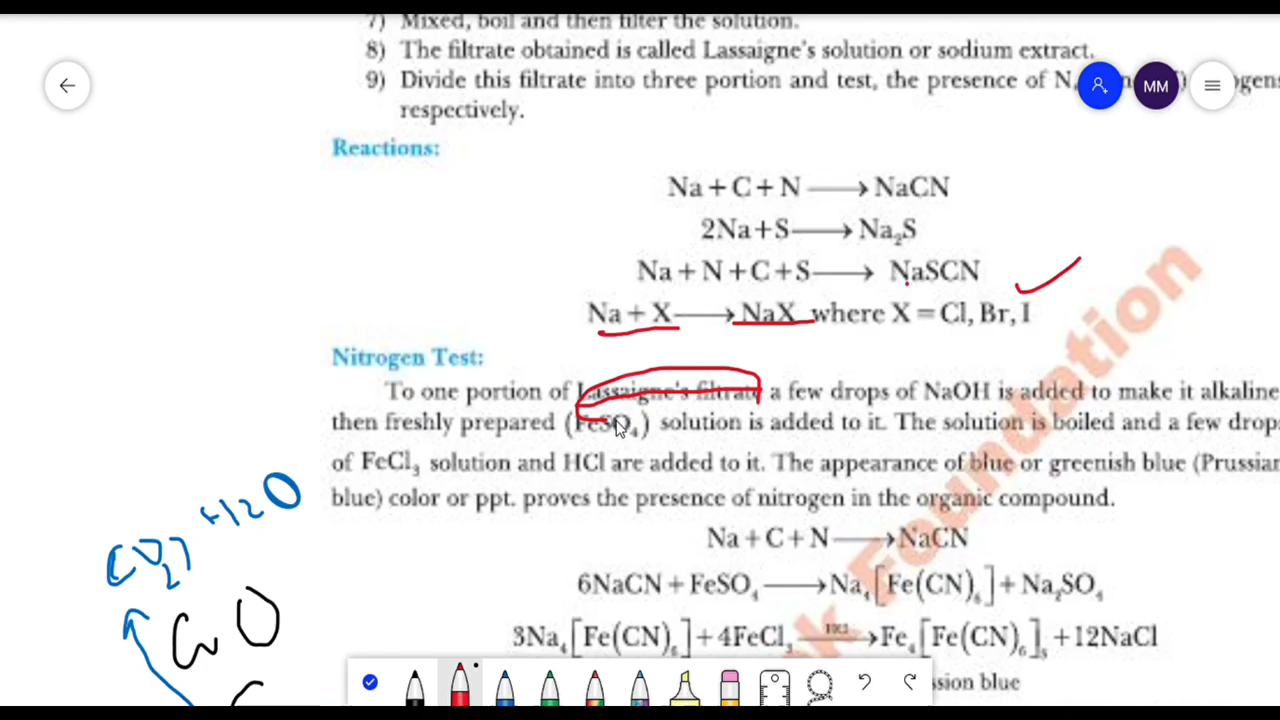 7) Mixed, boil and then filter the solution.
8) The filtrate obtained is called Lassaigne's solution or sodium extract.
9) Divide this filtrate into three portion and test, the presence of N,
respectively.
MM
Reactions:
Na + C + N ⟶ NaCN
2Na + S ⟶ Na₂S
Na + N + C + S ⟶ NaSCN
Na + X ⟶ NaX where X = Cl, Br, I
Nitrogen Test:
To one portion of Lassaigne's filtrate a few drops of NaOH is added to make it alkaline
then freshly prepared (FeSO₄) solution is added to it. The solution is boiled and a few drop
of FeCl₃ solution and HCl are added to it. The appearance of blue or greenish blue (Prussian
blue) color or ppt. proves the presence of nitrogen in the organic compound.
Na + C + N ⟶ NaCN
6NaCN + FeSO₄ ⟶ Na₄[Fe(CN)₆] + Na₂SO₄
3Na₄[Fe(CN)₆] + 4FeCl₃ ⟶ Fe₄[Fe(CN)₆]₃ + 12NaCl
ssion blue
k Foundation